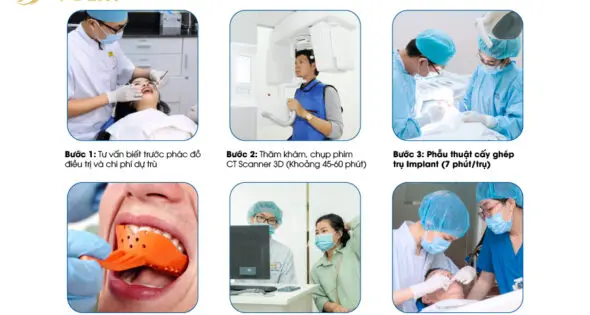 Bước 1: Tư vấn biết trước phác đồ
điều trị và chi phí dự trù
Bước 2: Thăm khám, chụp phim
CT Scanner 3D (Khoảng 45-60 phút)
Bước 3: Phẫu thuật cấy ghép
trụ Implant (7 phút/trụ)